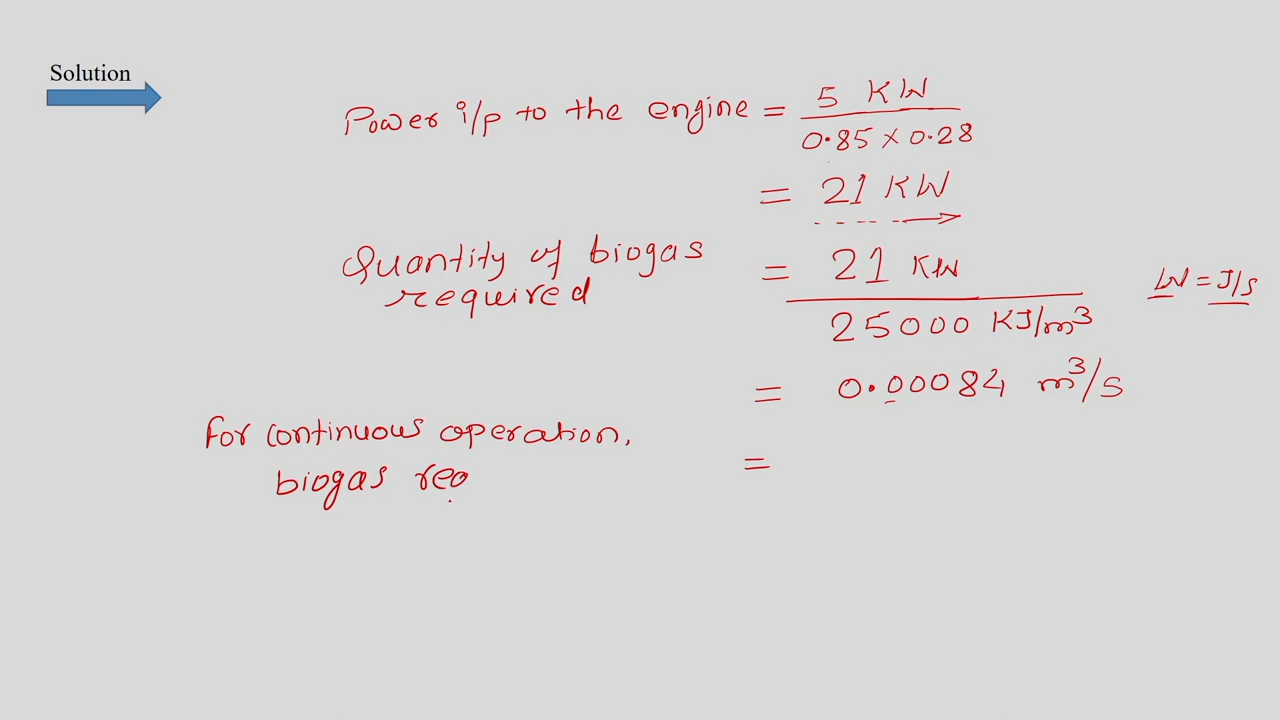 Solution
Power i/p to the engine = 5 KW / 0.85 × 0.28
= 21 KW
Quantity of biogas required = 21 KW / 25000 KJ/m³
W = J/s
= 0.00084 m³/s
For continuous operation,
biogas req =